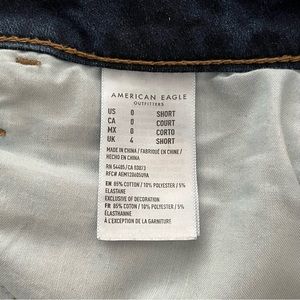 AMERICAN EAGLE
OUTFITTERS
US 0 SHORT
CA 0 COURT
MX 0 CORTO
UK 4 SHORT
MADE IN CHINA / FABRIQUÉ EN CHINE /
HECHO EN CHINA
RN 54485/CA 03073
RFC# AEM120605U9A
EN: 85% COTTON / 10% POLYESTER / 5%
ELASTANE
EXCLUSIVE OF DECORATION
FR: 85% COTON / 10% POLYESTER / 5%
ÉLASTHANNE
À L'EXCEPTION DE LA GARNITURE